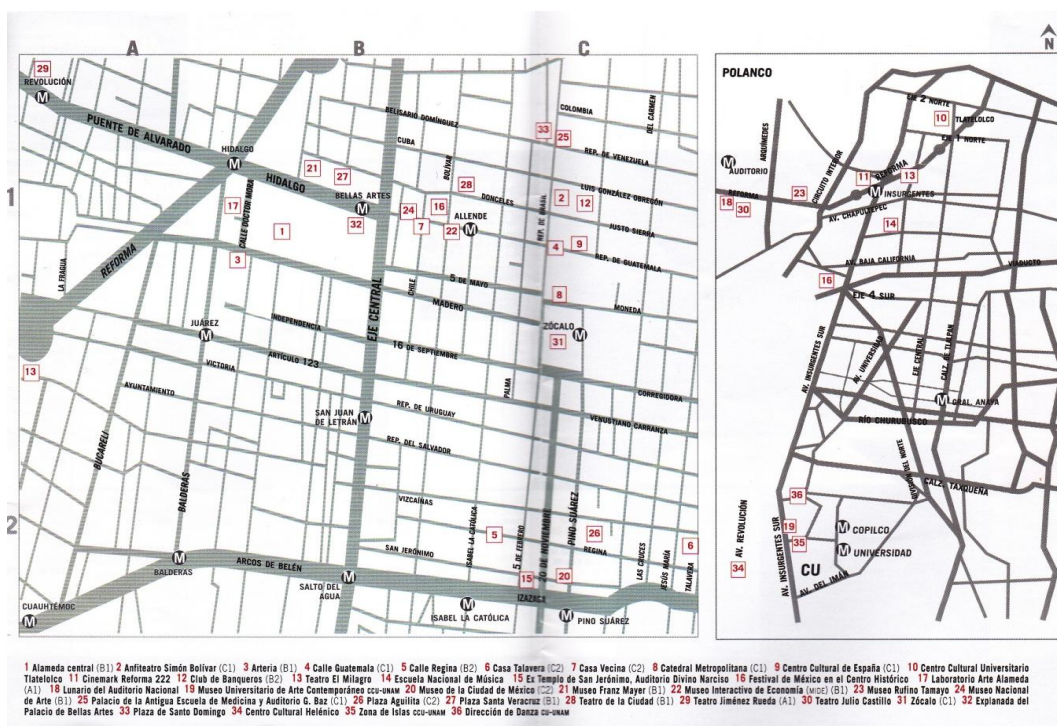 A
B
C
N
29
REVOLUCIÓN
M
PUENTE DE ALVARADO
HIDALGO
M
HIDALGO
21
27
BELLAS ARTES
M
32
BELISARIO DOMÍNGUEZ
CUBA
BOLÍVAR
28
DONCELES
24
16
7
22
ALLENDE
M
COLOMBIA
DEL CARMEN
33
25
REP. DE VENEZUELA
LUIS GONZÁLEZ OBREGÓN
2
12
JUSTO SIERRA
9
4
REP. DE GUATEMALA
1
17
CALLE DOCTOR MORA
1
3
REFORMA
LA FRAGUA
EJE CENTRAL
CHILE
5 DE MAYO
MADERO
8
MONEDA
ZÓCALO
M
31
JUÁREZ
M
INDEPENDENCIA
16 DE SEPTIEMBRE
ARTÍCULO 123
VICTORIA
13
AYUNTAMIENTO
PALMA
CORREGIDORA
SAN JUAN
DE LETRÁN
M
REP. DE URUGUAY
VENUSTIANO CARRANZA
REP. DEL SALVADOR
BUCARELI
BALDERAS
VIZCAÍNAS
2
ISABEL LA CATÓLICA
5
5 DE FEBRERO
20 DE NOVIEMBRE
PINO SUÁREZ
26
REGINA
6
LAS CRUCES
JESÚS MARÍA
TALAVERA
SAN JERÓNIMO
M
BALDERAS
ARCOS DE BELÉN
SALTO DEL
AGUA
M
15
20
IZAZAGA
CUAUHTÉMOC
M
M
ISABEL LA CATÓLICA
M
PINO SUÁREZ
POLANCO
EJE 2 NORTE
10
TLATELOLCO
EJE 1 NORTE
ARQUÍMEDES
M
AUDITORIO
CIRCUITO INTERIOR
11
REFORMA
13
REFORMA
23
M
INSURGENTES
18
30
AV. CHAPULTEPEC
14
AV. BAJA CALIFORNIA
VIADUCTO
16
EJE 4 SUR
AV. INSURGENTES SUR
AV. UNIVERSIDAD
EJE CENTRAL
CALZ. DE TLALPAN
M
GRAL. ANAYA
RÍO CHURUBUSCO
DIVISIÓN DEL NORTE
CALZ. TAXQUEÑA
36
AV. REVOLUCIÓN
19
M COPILCO
35
M UNIVERSIDAD
34
AV. INSURGENTES SUR
CU
AV. DEL IMÁN
1 Alameda central (B1) 2 Anfiteatro Simón Bolívar (C1) 3 Arteria (B1) 4 Calle Guatemala (C1) 5 Calle Regina (B2) 6 Casa Talavera (C2) 7 Casa Vecina (C2) 8 Catedral Metropolitana (C1) 9 Centro Cultural de España (C1) 10 Centro Cultural Universitario
Tlatelolco 11 Cinemark Reforma 222 12 Club de Banqueros (B2) 13 Teatro El Milagro 14 Escuela Nacional de Música 15 Ex Templo de San Jerónimo, Auditorio Divino Narciso 16 Festival de México en el Centro Histórico 17 Laboratorio Arte Alameda
(A1) 18 Lunario del Auditorio Nacional 19 Museo Universitario de Arte Contemporáneo CCU-UNAM 20 Museo de la Ciudad de México (C2) 21 Museo Franz Mayer (B1) 22 Museo Interactivo de Economía (MIDE) (B1) 23 Museo Rufino Tamayo 24 Museo Nacional
de Arte (B1) 25 Palacio de la Antigua Escuela de Medicina y Auditorio G. Baz (C1) 26 Plaza Aguilita (C2) 27 Plaza Santa Veracruz (B1) 28 Teatro de la Ciudad (B1) 29 Teatro Jiménez Rueda (A1) 30 Teatro Julio Castillo 31 Zócalo (C1) 32 Explanada del
Palacio de Bellas Artes 33 Plaza de Santo Domingo 34 Centro Cultural Helénico 35 Zona de Islas CCU-UNAM 36 Dirección de Danza CU-UNAM